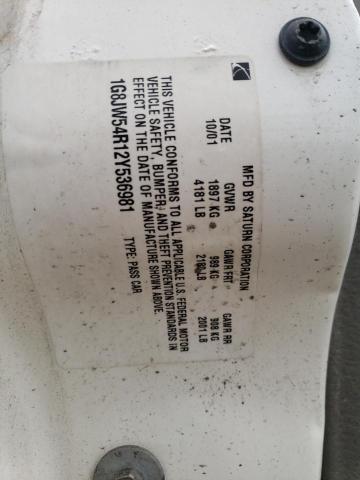 MFD BY SATURN CORPORATION
DATE GVWR GAWR FRT GAWR RR
10/01 1897 KG 988 KG 908 KG
4181 LB LB 2001 LB
THIS VEHICLE CONFORMS TO ALL APPLICABLE U.S. FEDERAL MOTOR
VEHICLE SAFETY, BUMPER, AND THEFT PREVENTION STANDARDS IN
EFFECT ON THE DATE OF MANUFACTURE SHOWN ABOVE.
1G8JW54R12Y536981 TYPE: PASS CAR